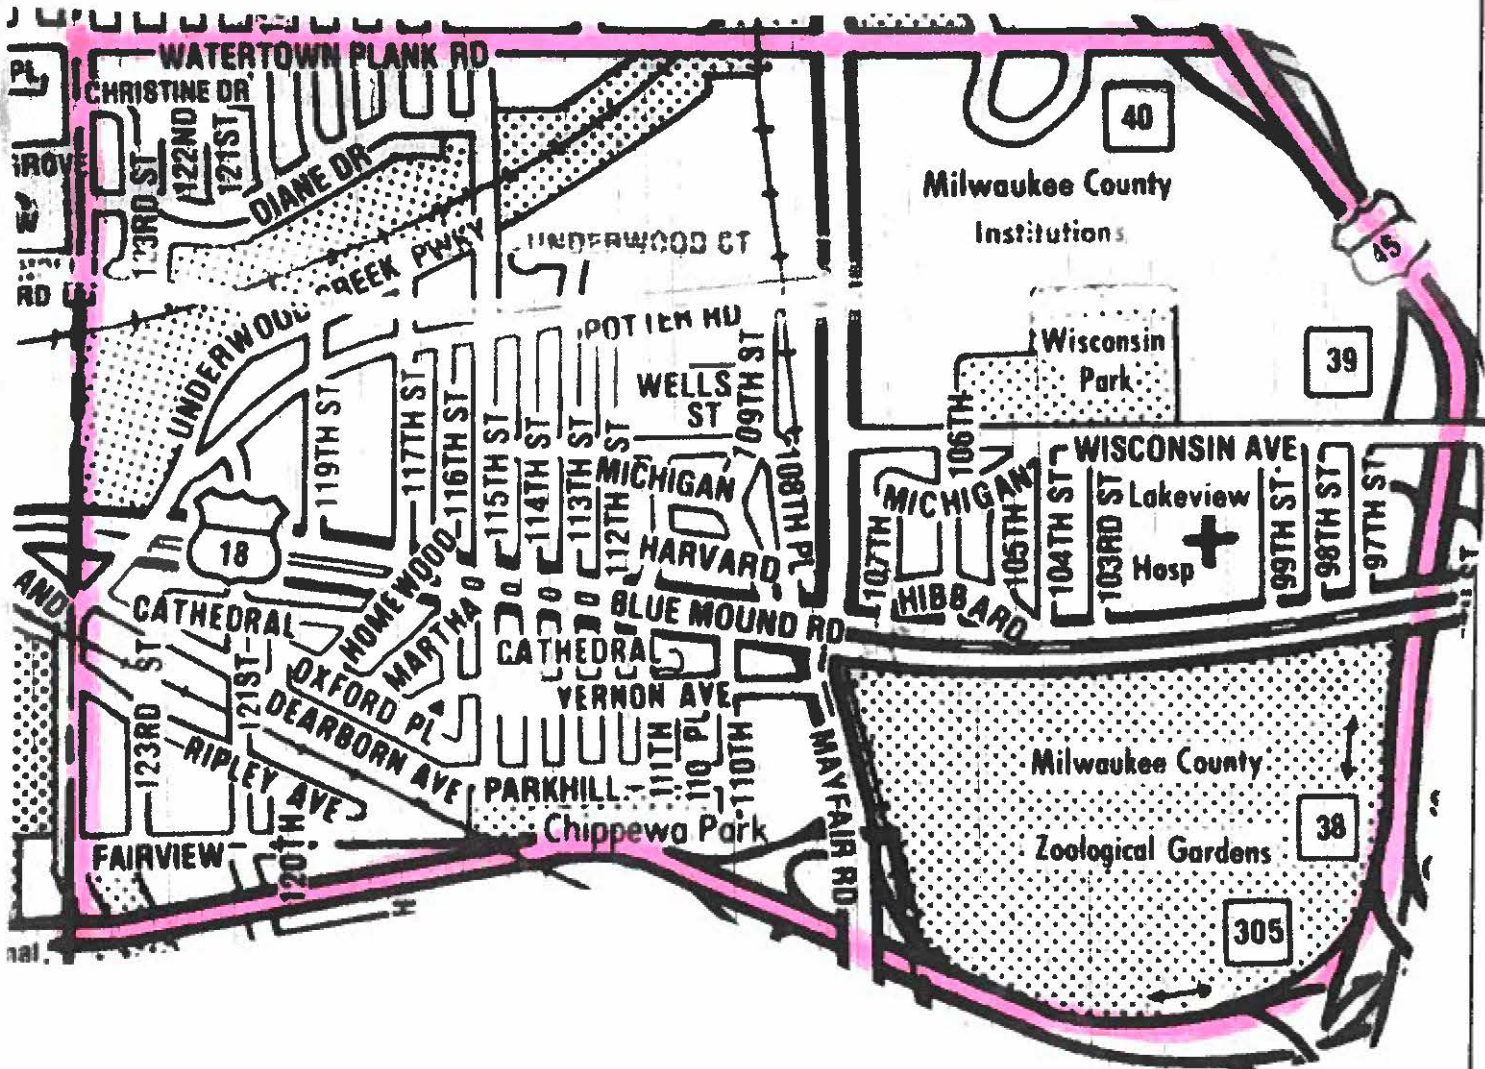 WATERTOWN PLANK RD
PL
CHRISTINE DR
40
123RD ST
122ND
121ST
DIANE DR
Milwaukee County
Institutions
45
UNDERWOOD CREEK PWKY
UNDERWOOD CT
RD
POTTER RD
Wisconsin
Park
39
WELLS
ST
109TH ST
119TH ST
117TH ST
116TH ST
115TH ST
114TH ST
113TH ST
112TH ST
MICHIGAN
108TH PL
106TH
WISCONSIN AVE
MICHIGAN
107TH
105TH
104TH ST
103RD ST
Lakeview
Hosp
99TH ST
98TH ST
97TH ST
18
HARVARD
HIBBARD
AND
CATHEDRAL
HOMEWOOD
MARTHA
BLUE MOUND RD
CATHEDRAL
123RD ST
121ST
OXFORD PL
VERNON AVE
DEARBORN AVE
RIPLEY AVE
PARKHILL
111TH
110 PL
110TH
MAYFAIR RD
Milwaukee County
Zoological Gardens
38
Chippewa Park
FAIRVIEW
120TH
305